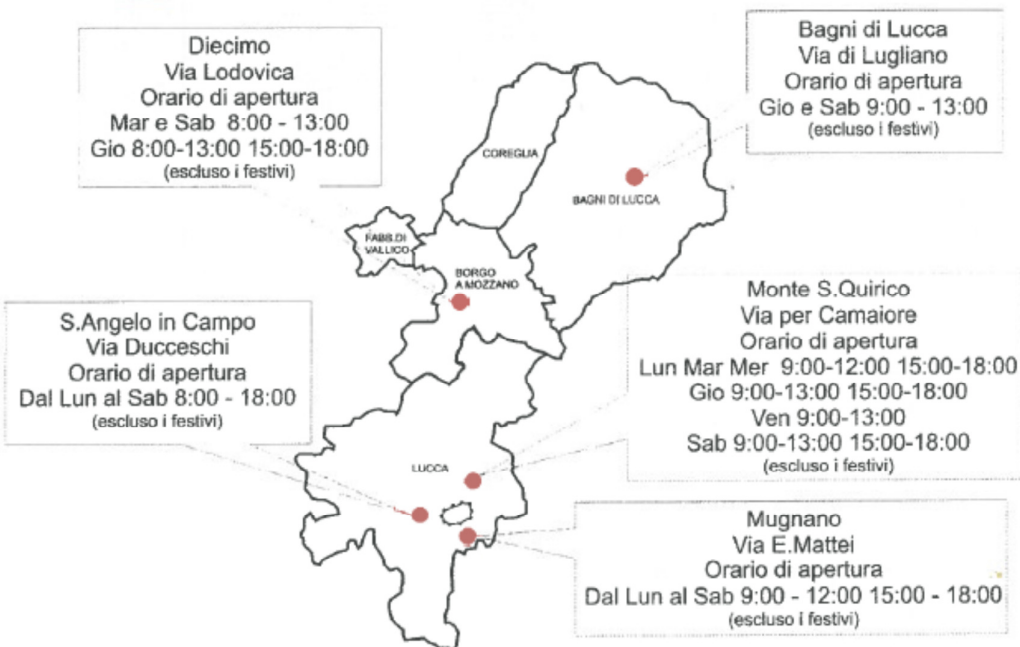 Diecimo
Via Lodovica
Orario di apertura
Mar e Sab 8:00 - 13:00
Gio 8:00-13:00 15:00-18:00
(escluso i festivi)
Bagni di Lucca
Via di Lugliano
Orario di apertura
Gio e Sab 9:00 - 13:00
(escluso i festivi)
COREGLIA
BAGNI DI LUCCA
FABB.DI
VALLICO
BORGO
A MOZZANO
S.Angelo in Campo
Via Ducceschi
Orario di apertura
Dal Lun al Sab 8:00 - 18:00
(escluso i festivi)
Monte S.Quirico
Via per Camaiore
Orario di apertura
Lun Mar Mer 9:00-12:00 15:00-18:00
Gio 9:00-13:00 15:00-18:00
Ven 9:00-13:00
Sab 9:00-13:00 15:00-18:00
(escluso i festivi)
LUCCA
Mugnano
Via E.Mattei
Orario di apertura
Dal Lun al Sab 9:00 - 12:00 15:00 - 18:00
(escluso i festivi)